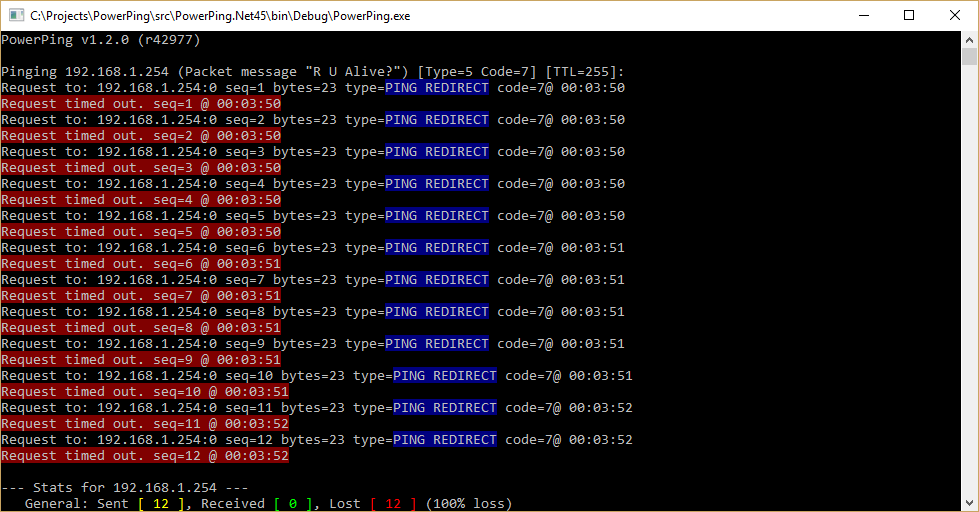 C:\Projects\PowerPing\src\PowerPing.Net45\bin\Debug\PowerPing.exe
PowerPing v1.2.0 (r42977)
Pinging 192.168.1.254 (Packet message "R U Alive?") [Type=5 Code=7] [TTL=255]:
Request to: 192.168.1.254:0 seq=1 bytes=23 type=PING REDIRECT code=7@ 00:03:50
Request timed out. seq=1 @ 00:03:50
Request to: 192.168.1.254:0 seq=2 bytes=23 type=PING REDIRECT code=7@ 00:03:50
Request timed out. seq=2 @ 00:03:50
Request to: 192.168.1.254:0 seq=3 bytes=23 type=PING REDIRECT code=7@ 00:03:50
Request timed out. seq=3 @ 00:03:50
Request to: 192.168.1.254:0 seq=4 bytes=23 type=PING REDIRECT code=7@ 00:03:50
Request timed out. seq=4 @ 00:03:50
Request to: 192.168.1.254:0 seq=5 bytes=23 type=PING REDIRECT code=7@ 00:03:50
Request timed out. seq=5 @ 00:03:50
Request to: 192.168.1.254:0 seq=6 bytes=23 type=PING REDIRECT code=7@ 00:03:51
Request timed out. seq=6 @ 00:03:51
Request to: 192.168.1.254:0 seq=7 bytes=23 type=PING REDIRECT code=7@ 00:03:51
Request timed out. seq=7 @ 00:03:51
Request to: 192.168.1.254:0 seq=8 bytes=23 type=PING REDIRECT code=7@ 00:03:51
Request timed out. seq=8 @ 00:03:51
Request to: 192.168.1.254:0 seq=9 bytes=23 type=PING REDIRECT code=7@ 00:03:51
Request timed out. seq=9 @ 00:03:51
Request to: 192.168.1.254:0 seq=10 bytes=23 type=PING REDIRECT code=7@ 00:03:51
Request timed out. seq=10 @ 00:03:51
Request to: 192.168.1.254:0 seq=11 bytes=23 type=PING REDIRECT code=7@ 00:03:52
Request timed out. seq=11 @ 00:03:52
Request to: 192.168.1.254:0 seq=12 bytes=23 type=PING REDIRECT code=7@ 00:03:52
Request timed out. seq=12 @ 00:03:52
--- Stats for 192.168.1.254 ---
General: Sent [ 12 ], Received [ 0 ], Lost [ 12 ] (100% loss)